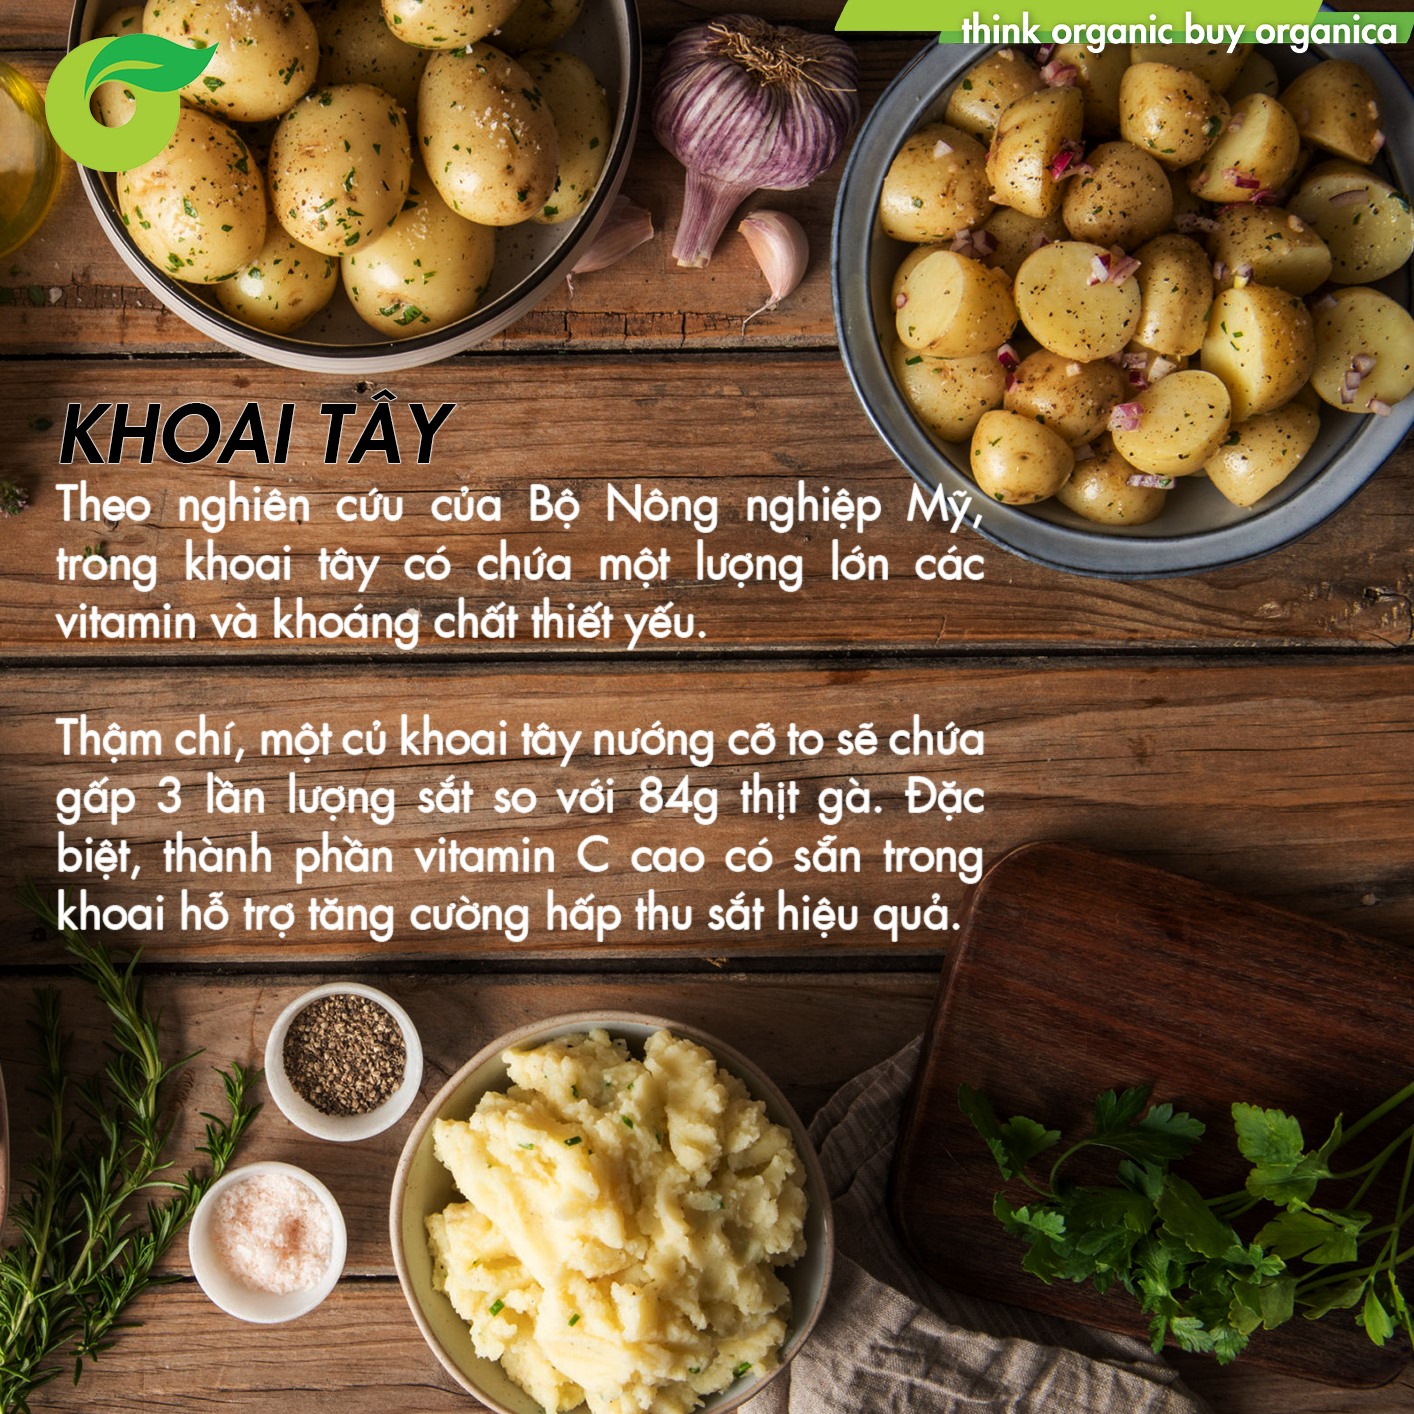 think organic buy organica
KHOAI TÂY
Theo nghiên cứu của Bộ Nông nghiệp Mỹ,
trong khoai tây có chứa một lượng lớn các
vitamin và khoáng chất thiết yếu.
Thậm chí, một củ khoai tây nướng cỡ to sẽ chứa
gấp 3 lần lượng sắt so với 84g thịt gà. Đặc
biệt, thành phần vitamin C cao có sẵn trong
khoai hỗ trợ tăng cường hấp thu sắt hiệu quả.